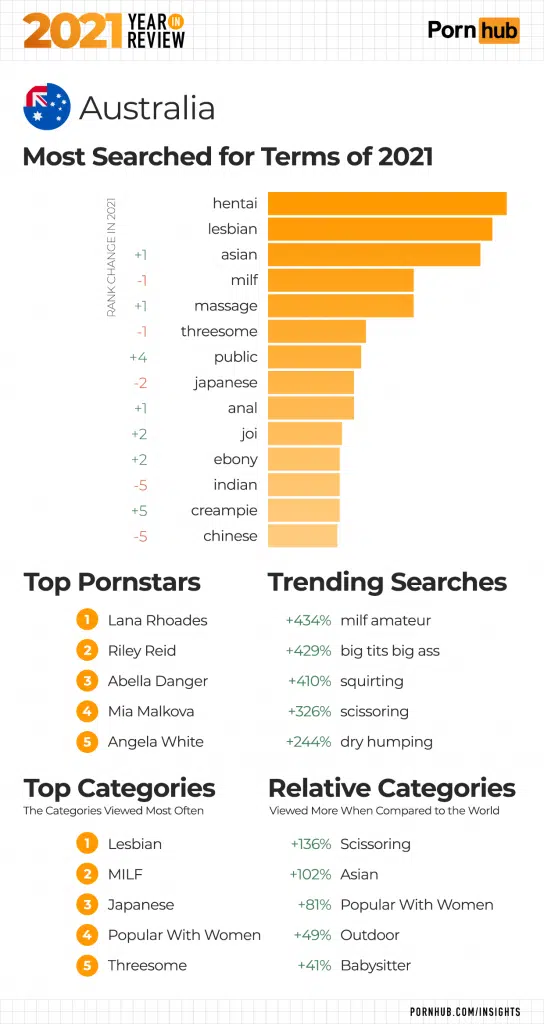 2021 YEAR IN REVIEW
Porn hub
Australia
Most Searched for Terms of 2021
RANK CHANGE IN 2021
hentai
lesbian
+1 asian
-1 milf
+1 massage
-1 threesome
+4 public
-2 japanese
+1 anal
+2 joi
+2 ebony
-5 indian
+5 creampie
-5 chinese
Top Pornstars
1 Lana Rhoades
2 Riley Reid
3 Abella Danger
4 Mia Malkova
5 Angela White
Trending Searches
+434% milf amateur
+429% big tits big ass
+410% squirting
+326% scissoring
+244% dry humping
Top Categories
The Categories Viewed Most Often
1 Lesbian
2 MILF
3 Japanese
4 Popular With Women
5 Threesome
Relative Categories
Viewed More When Compared to the World
+136% Scissoring
+102% Asian
+81% Popular With Women
+49% Outdoor
+41% Babysitter
PORNHUB.COM/INSIGHTS